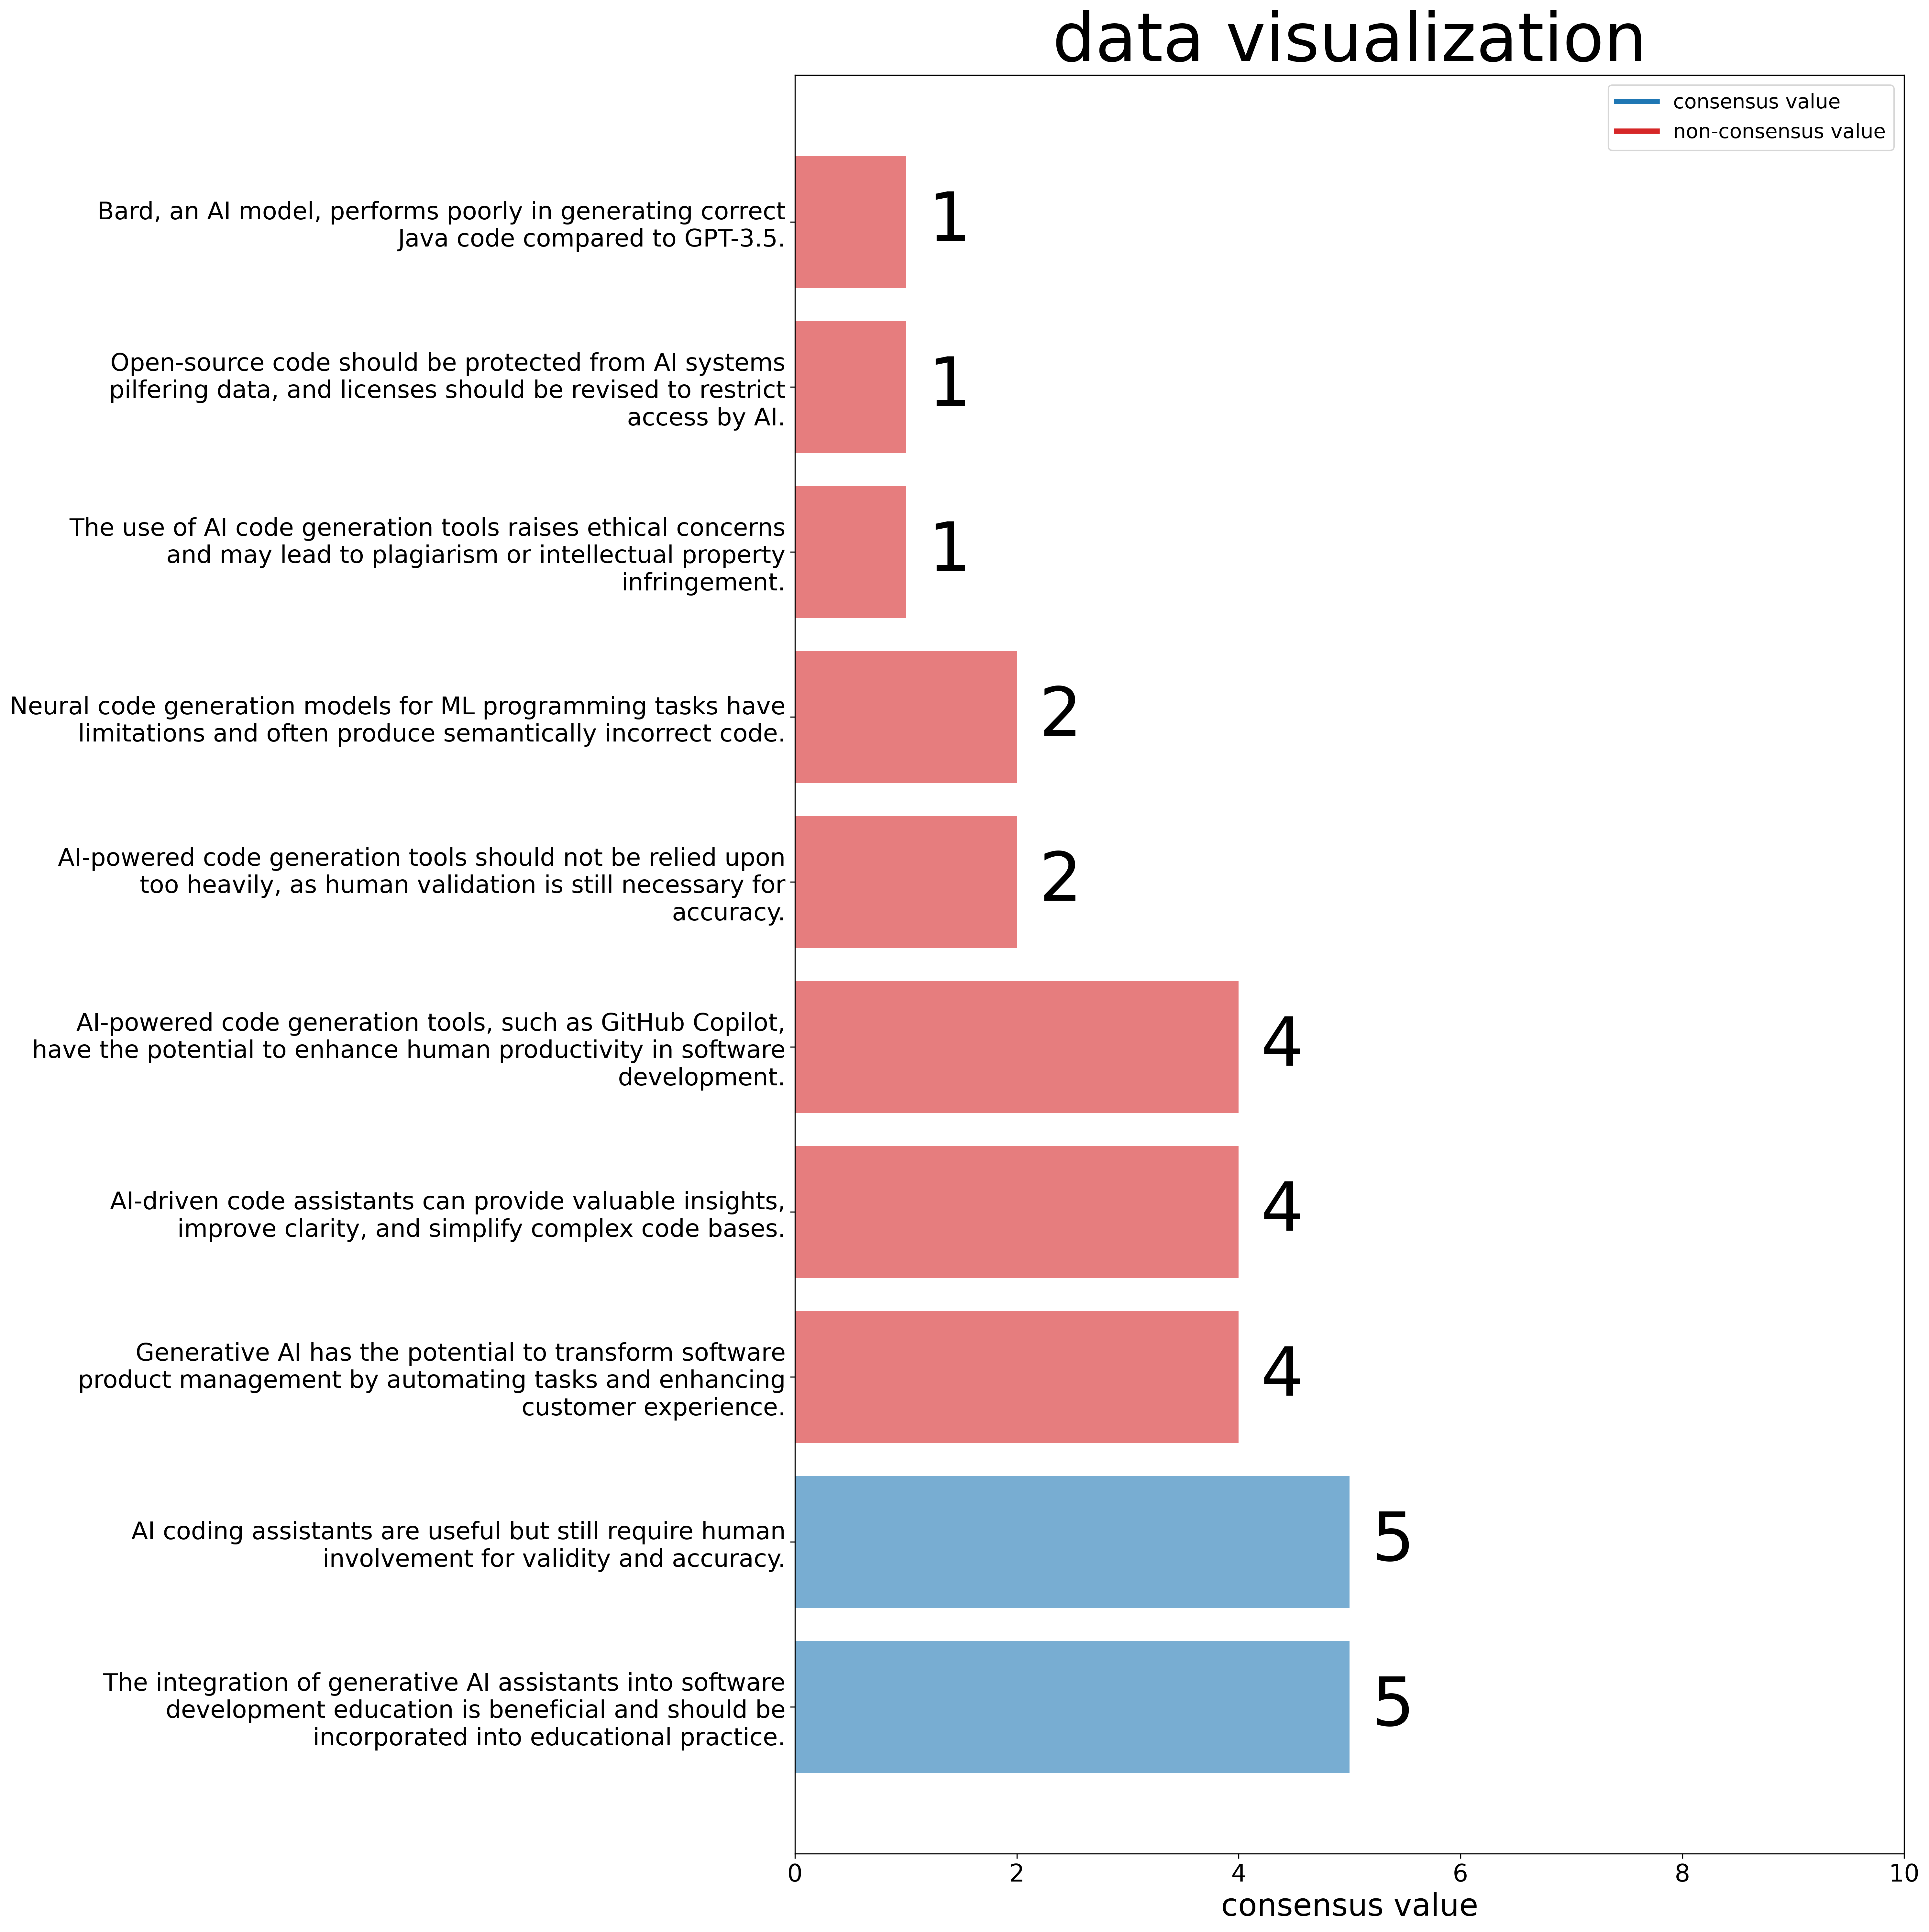 data visualization
consensus value
non-consensus value
Bard, an AI model, performs poorly in generating correct
Java code compared to GPT-3.5.
1
Open-source code should be protected from AI systems
pilfering data, and licenses should be revised to restrict
access by AI.
1
The use of AI code generation tools raises ethical concerns
and may lead to plagiarism or intellectual property
infringement.
1
Neural code generation models for ML programming tasks have
limitations and often produce semantically incorrect code.
2
AI-powered code generation tools should not be relied upon
too heavily, as human validation is still necessary for
accuracy.
2
AI-powered code generation tools, such as GitHub Copilot,
have the potential to enhance human productivity in software
development.
4
AI-driven code assistants can provide valuable insights,
improve clarity, and simplify complex code bases.
4
Generative AI has the potential to transform software
product management by automating tasks and enhancing
customer experience.
4
AI coding assistants are useful but still require human
involvement for validity and accuracy.
5
The integration of generative AI assistants into software
development education is beneficial and should be
incorporated into educational practice.
5
0 2 4 6 8 10
consensus value